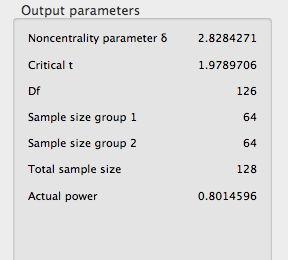 Output parameters
Noncentrality parameter δ 2.8284271
Critical t 1.9789706
Df 126
Sample size group 1 64
Sample size group 2 64
Total sample size 128
Actual power 0.8014596